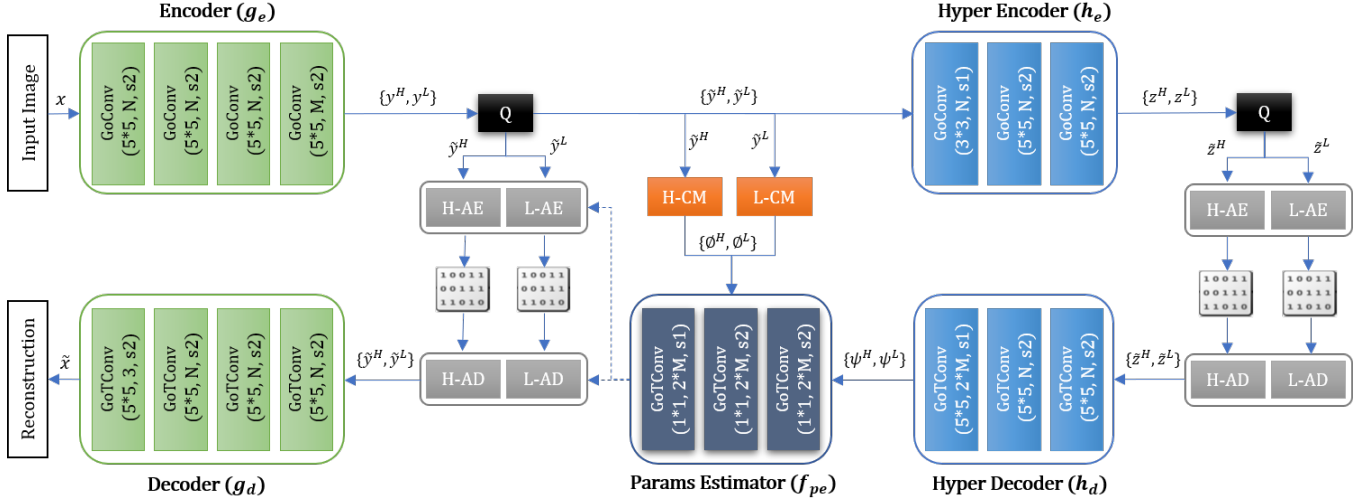 Encoder (gₑ)
Hyper Encoder (hₑ)
Input Image
x
GoConv
(5*5, N, s2)
GoConv
(5*5, N, s2)
GoConv
(5*5, N, s2)
GoConv
(5*5, M, s2)
{y^H, y^L}
Q
{ỹ^H, ỹ^L}
GoConv
(3*3, N, s1)
GoConv
(5*5, N, s2)
GoConv
(5*5, N, s2)
{z^H, z^L}
Q
ỹ^H
ỹ^L
ỹ^H
ỹ^L
z̃^H
z̃^L
H-AE
L-AE
H-CM
L-CM
H-AE
L-AE
{∅^H, ∅^L}
10011
00111
11010
10011
00111
11010
10011
00111
11010
10011
00111
11010
Reconstruction
x̃
GoTConv
(5*5, 3, s2)
GoTConv
(5*5, N, s2)
GoTConv
(5*5, N, s2)
GoTConv
(5*5, N, s2)
{ỹ^H, ỹ^L}
H-AD
L-AD
GoTConv
(1*1, 2*M, s1)
GoTConv
(1*1, 2*M, s2)
GoTConv
(1*1, 2*M, s2)
{ψ^H, ψ^L}
GoTConv
(5*5, 2*M, s1)
GoTConv
(5*5, N, s2)
GoTConv
(5*5, N, s2)
{z̃^H, z̃^L}
H-AD
L-AD
Decoder (g_d)
Params Estimator (f_pe)
Hyper Decoder (h_d)